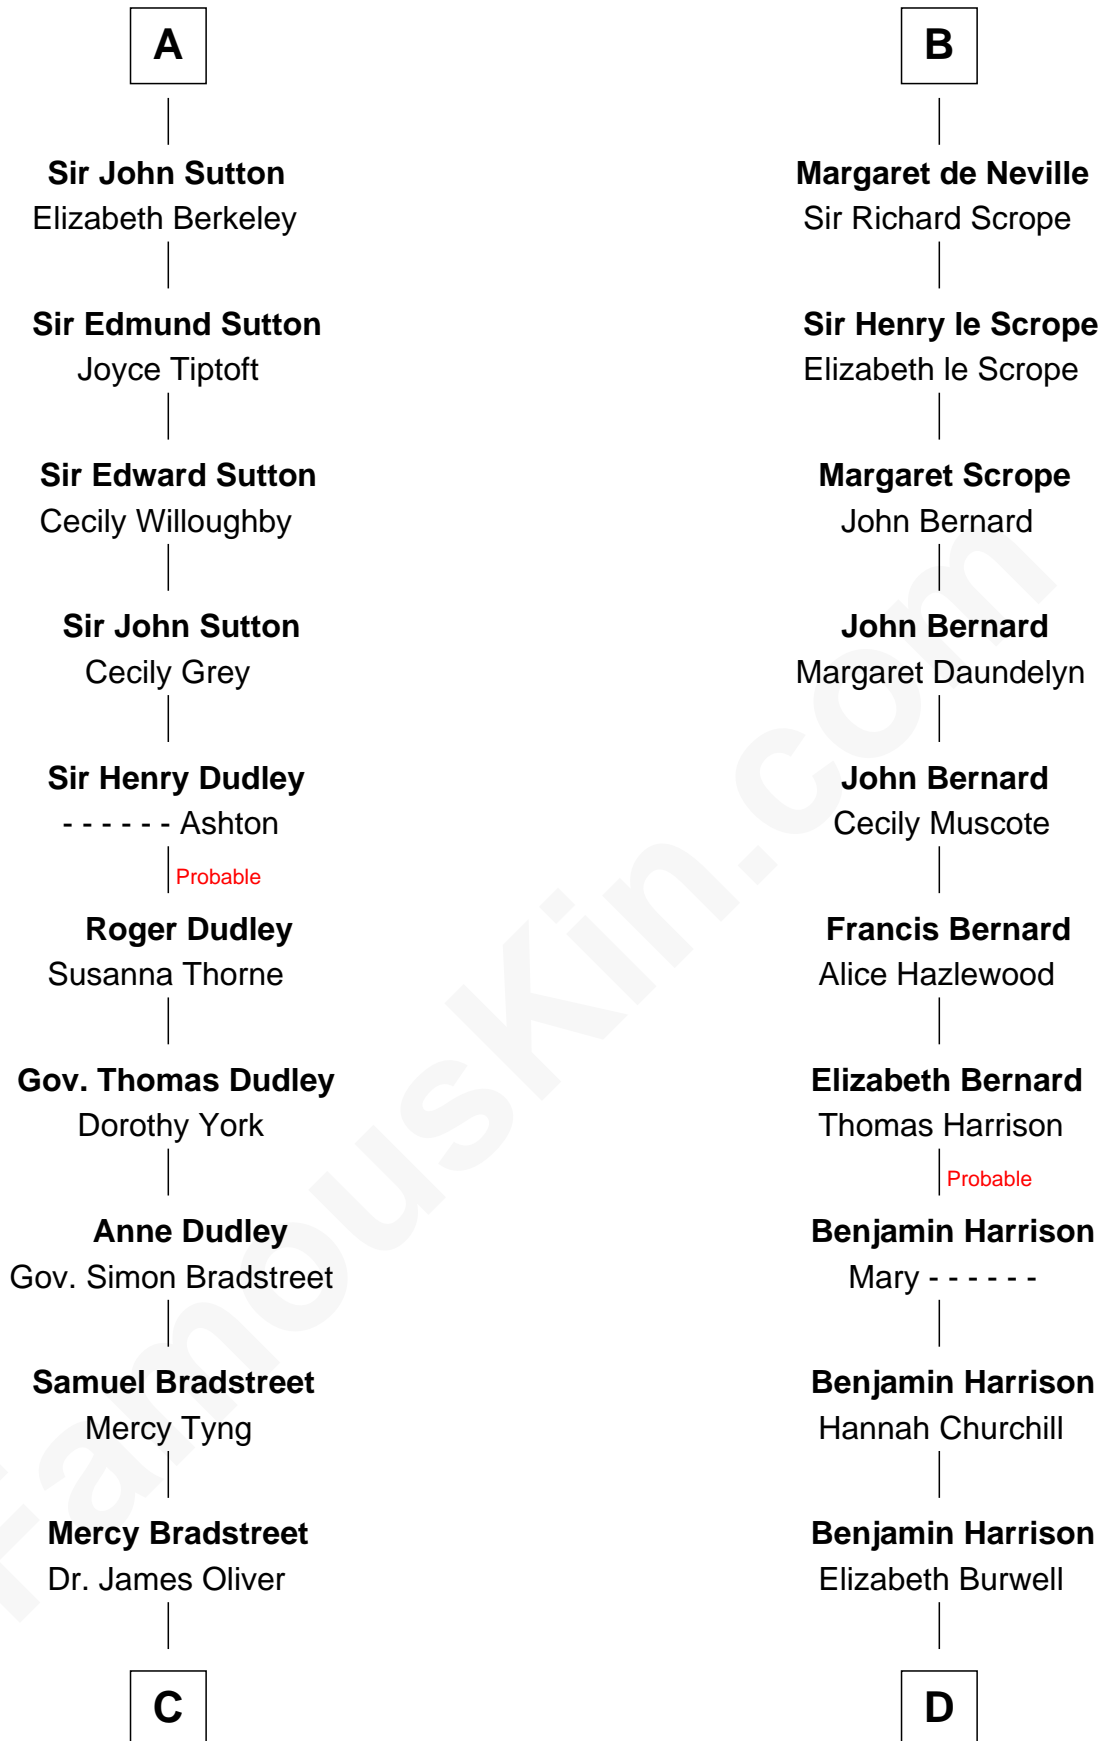 A
Sir John Sutton
Elizabeth Berkeley
Sir Edmund Sutton
Joyce Tiptoft
Sir Edward Sutton
Cecily Willoughby
Sir John Sutton
Cecily Grey
Sir Henry Dudley
- - - - - - Ashton
Probable
Roger Dudley
Susanna Thorne
Gov. Thomas Dudley
Dorothy York
Anne Dudley
Gov. Simon Bradstreet
Samuel Bradstreet
Mercy Tyng
Mercy Bradstreet
Dr. James Oliver
C
B
Margaret de Neville
Sir Richard Scrope
Sir Henry le Scrope
Elizabeth le Scrope
Margaret Scrope
John Bernard
John Bernard
Margaret Daundelyn
John Bernard
Cecily Muscote
Francis Bernard
Alice Hazlewood
Elizabeth Bernard
Thomas Harrison
Probable
Benjamin Harrison
Mary - - - - - -
Benjamin Harrison
Hannah Churchill
Benjamin Harrison
Elizabeth Burwell
D
FamousKin.com